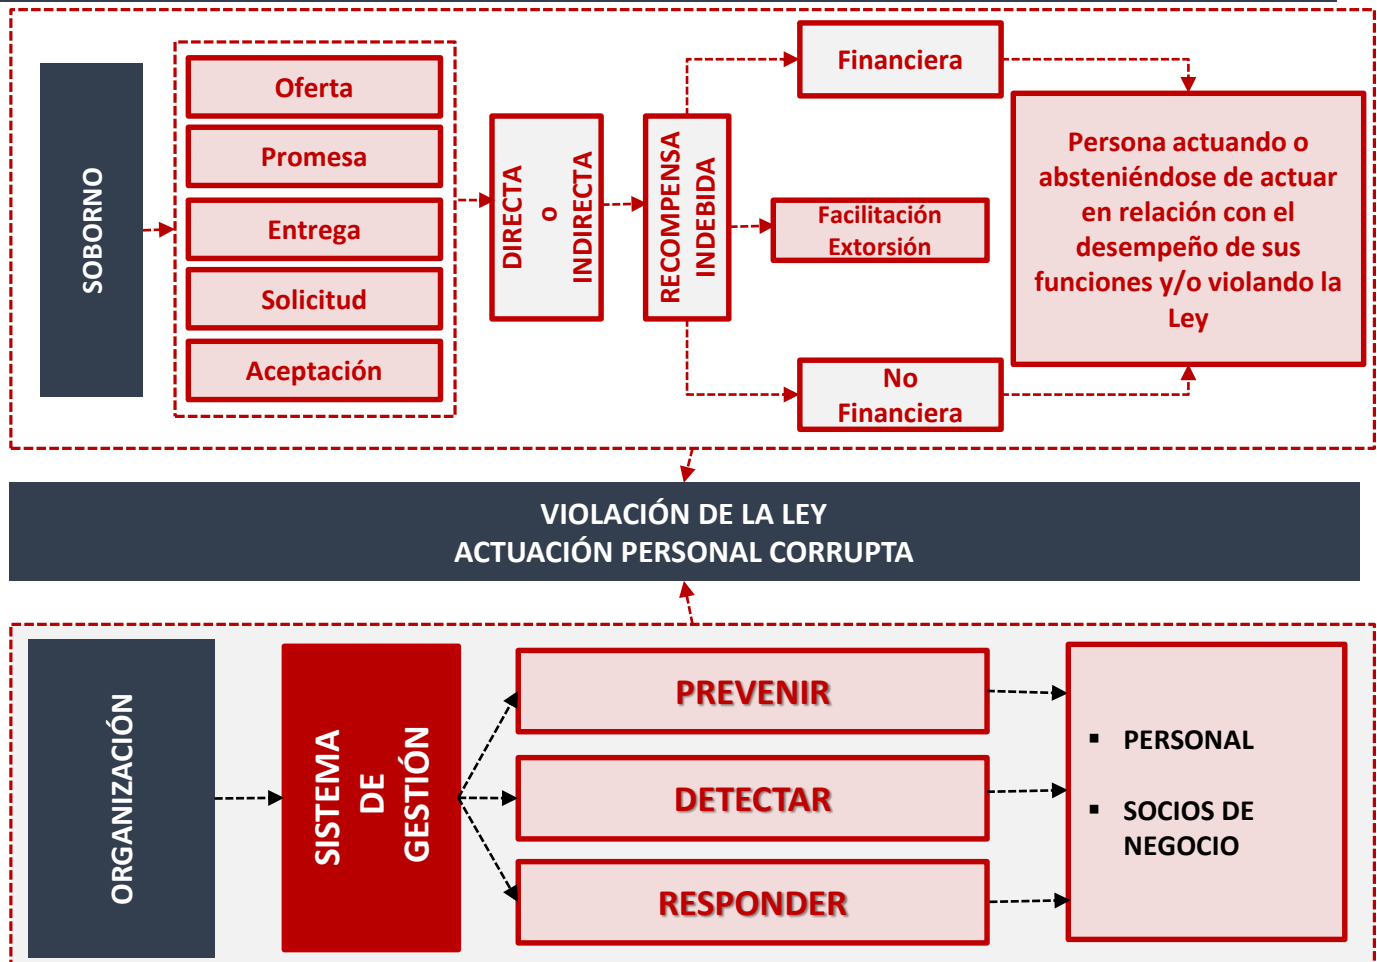 SOBORNO
Oferta
Promesa
Entrega
Solicitud
Aceptación
DIRECTA
o
INDIRECTA
RECOMPENSA
INDEBIDA
Financiera
Facilitación
Extorsión
No
Financiera
Persona actuando o
absteniéndose de actuar
en relación con el
desempeño de sus
funciones y/o violando la
Ley
VIOLACIÓN DE LA LEY
ACTUACIÓN PERSONAL CORRUPTA
ORGANIZACIÓN
SISTEMA
DE
GESTIÓN
PREVENIR
DETECTAR
RESPONDER
▪ PERSONAL
▪ SOCIOS DE
NEGOCIO